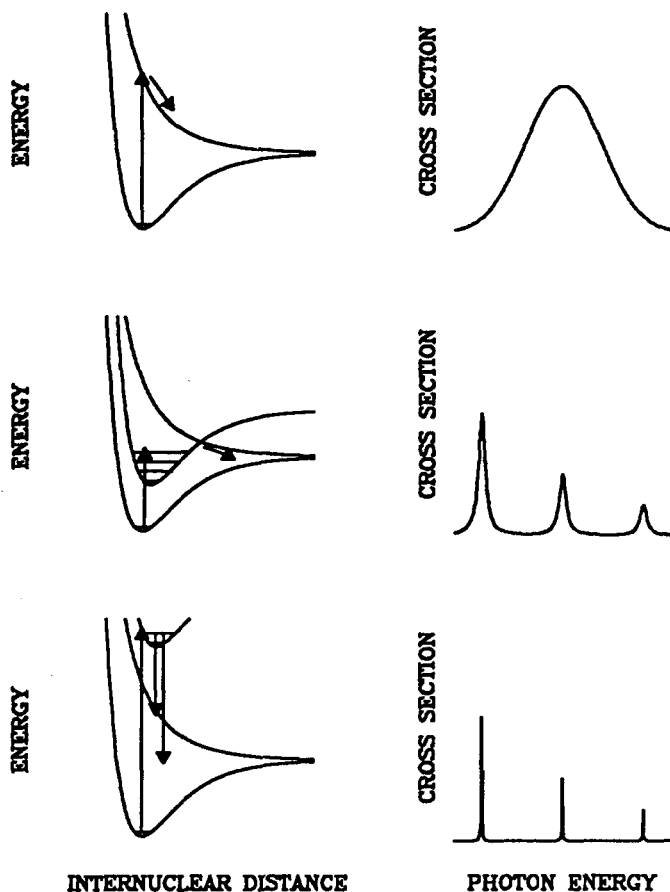 ENERGY
CROSS SECTION
ENERGY
CROSS SECTION
ENERGY
CROSS SECTION
INTERNUCLEAR DISTANCE
PHOTON ENERGY